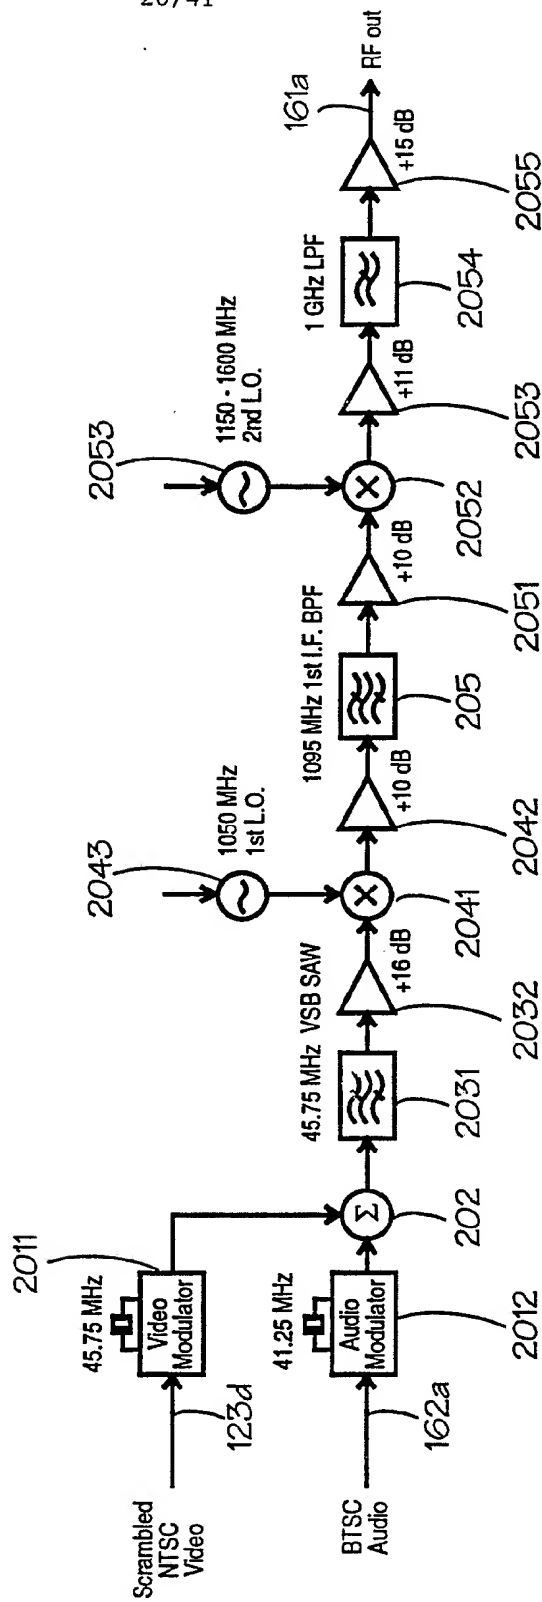 20/41
Scrambled
NTSC
Video
123d
45.75 MHz
Video
Modulator
2011
BTSC
Audio
162a
41.25 MHz
Audio
Modulator
2012
Σ
202
45.75 MHz VSB SAW
2031
+16 dB
2032
2043
1050 MHz
1st L.O.
2041
+10 dB
2042
1095 MHz 1st I.F. BPF
205
+10 dB
2051
2053
1150 - 1600 MHz
2nd L.O.
2052
+11 dB
2053
1 GHz LPF
2054
+15 dB
2055
161a
RF out